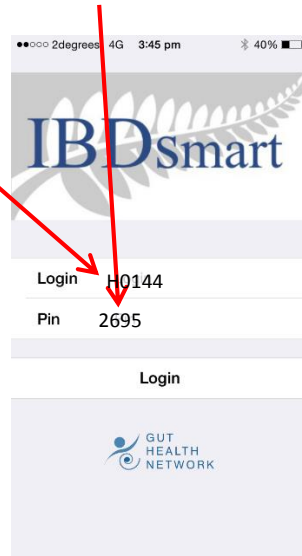 2degrees 4G 3:45 pm 40%
IBDsmart
Login H0144
Pin 2695
Login
GUT
HEALTH
NETWORK